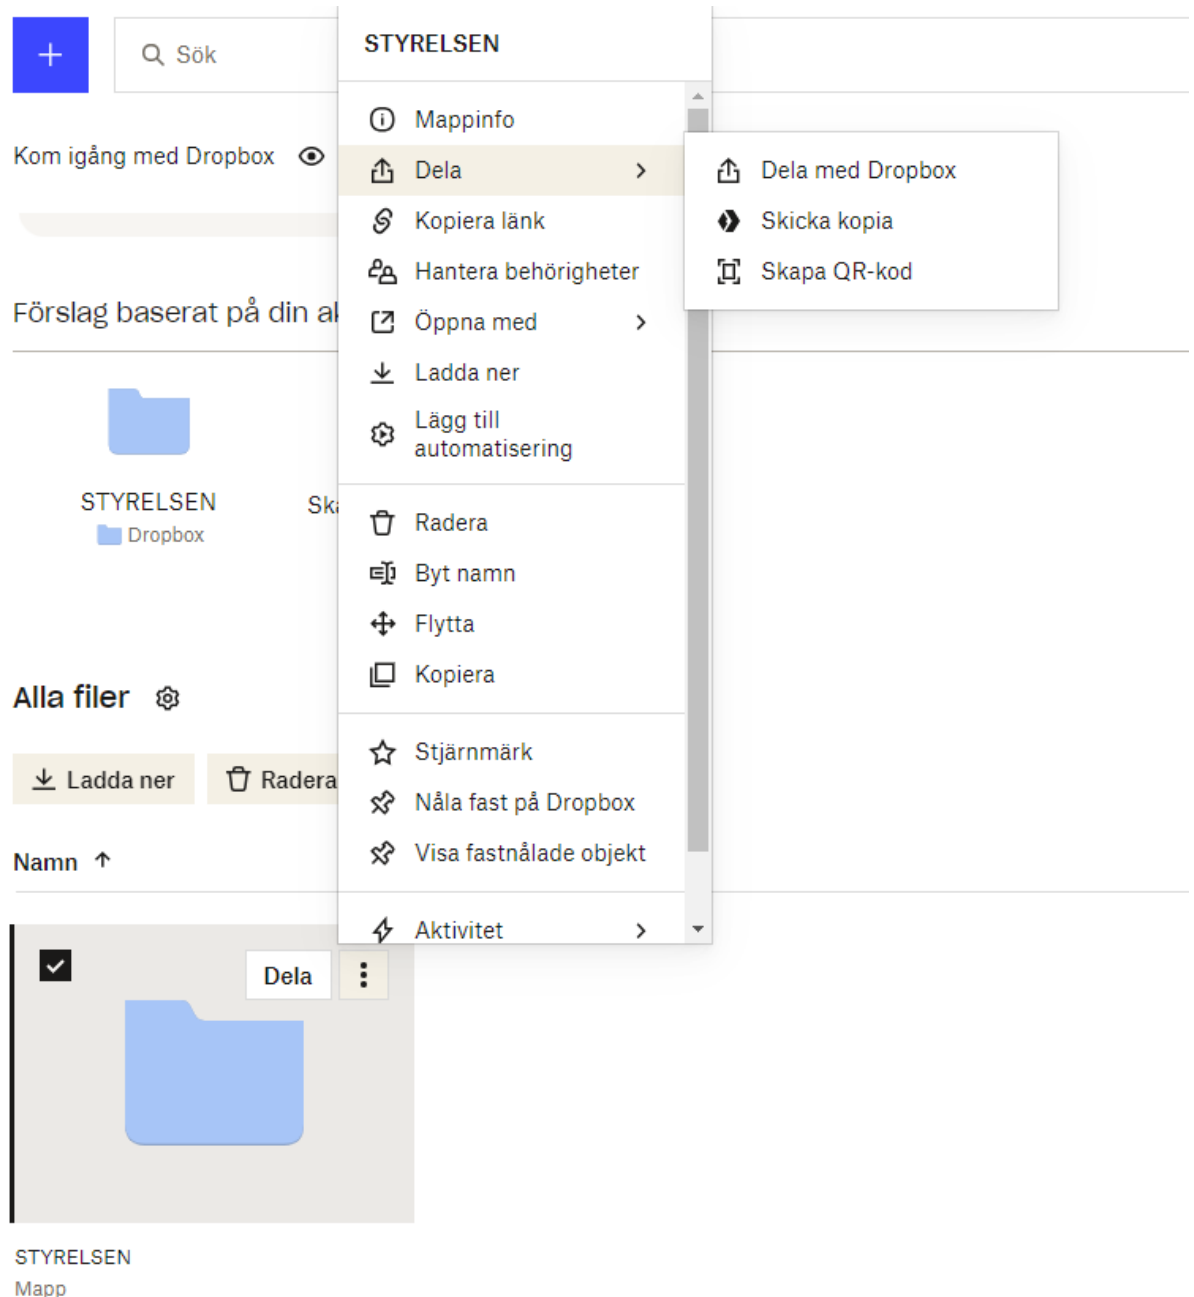 Sök
Kom igång med Dropbox
Förslag baserat på din
STYRELSEN
Dropbox
Alla filer
Ladda ner
Radera
Namn
STYRELSEN
Mappinfo
Dela
Kopiera länk
Hantera behörigheter
Öppna med
Ladda ner
Lägg till
automatisering
Radera
Byt namn
Flytta
Kopiera
Stjärnmärk
Nåla fast på Dropbox
Visa fastnålade objekt
Aktivitet
Dela med Dropbox
Skicka kopia
Skapa QR-kod
Dela
STYRELSEN
Mapp